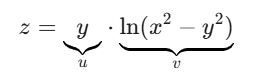 z = y · ln(x² − y²)
u v